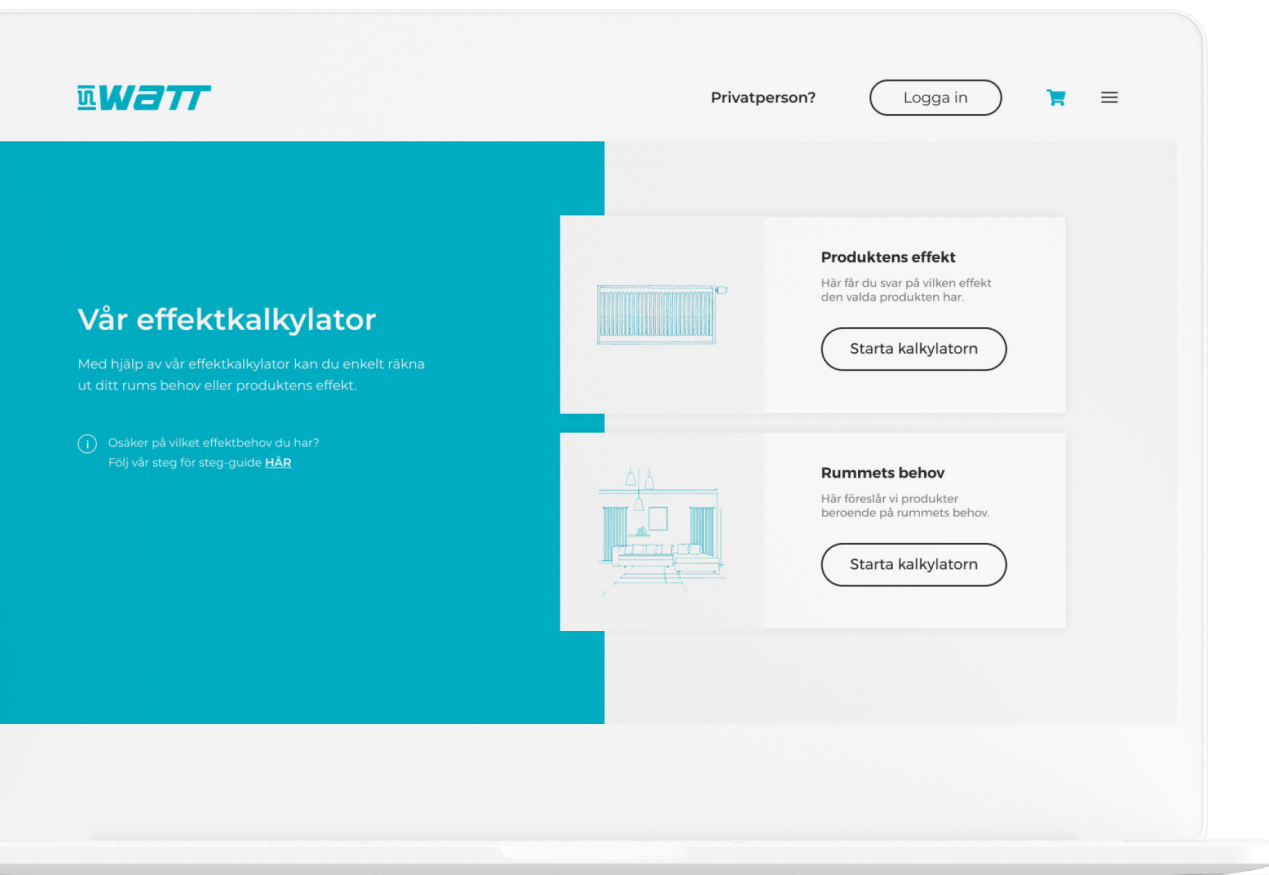 WATT
Privatperson?
Logga in
Vår effektkalkylator
Med hjälp av vår effektkalkylator kan du enkelt räkna
ut ditt rums behov eller produktens effekt.
i
Osäker på vilket effektbehov du har?
Följ vår steg för steg-guide HÄR
Produktens effekt
Här får du svar på vilken effekt
den valda produkten har.
Starta kalkylatorn
Rummets behov
Här föreslår vi produkter
beroende på rummets behov.
Starta kalkylatorn